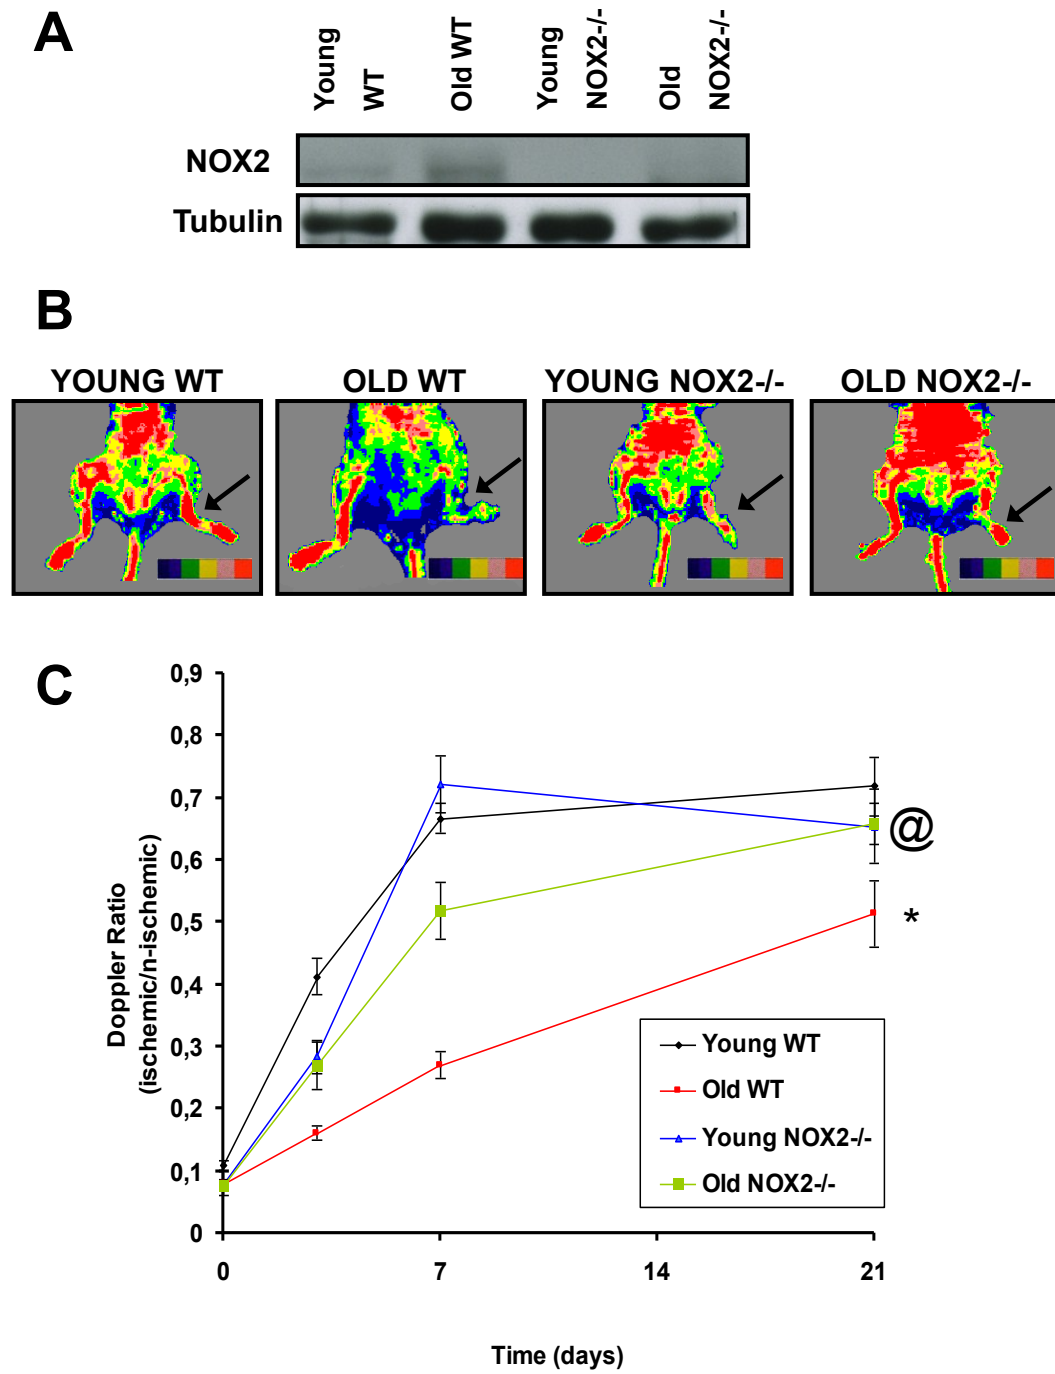 A
Young
WT
Old WT
Young
NOX2-/-
Old
NOX2-/-
NOX2
Tubulin
B
YOUNG WT
OLD WT
YOUNG NOX2-/-
OLD NOX2-/-
C
0,9
0,8
0,7
0,6
0,5
0,4
0,3
0,2
0,1
0
Doppler Ratio
(ischemic/n-ischemic)
@
*
Young WT
Old WT
Young NOX2-/-
Old NOX2-/-
0
7
14
21
Time (days)